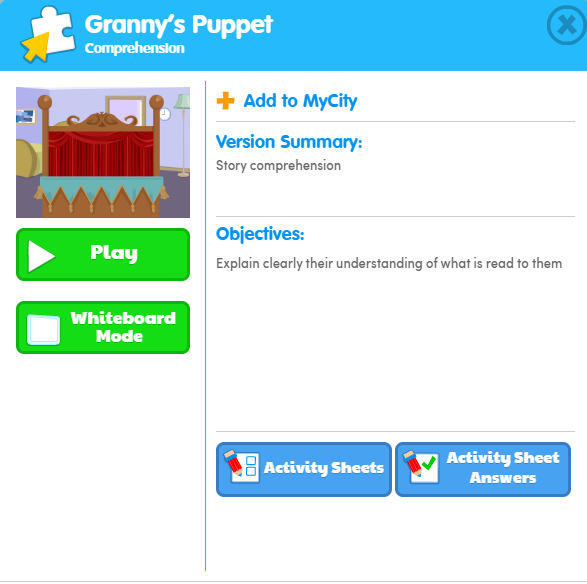 Granny's Puppet
Comprehension
Add to MyCity
Version Summary:
Story comprehension
Play
Objectives:
Explain clearly their understanding of what is read to them
Whiteboard
Mode
Activity Sheets
Activity Sheet
Answers